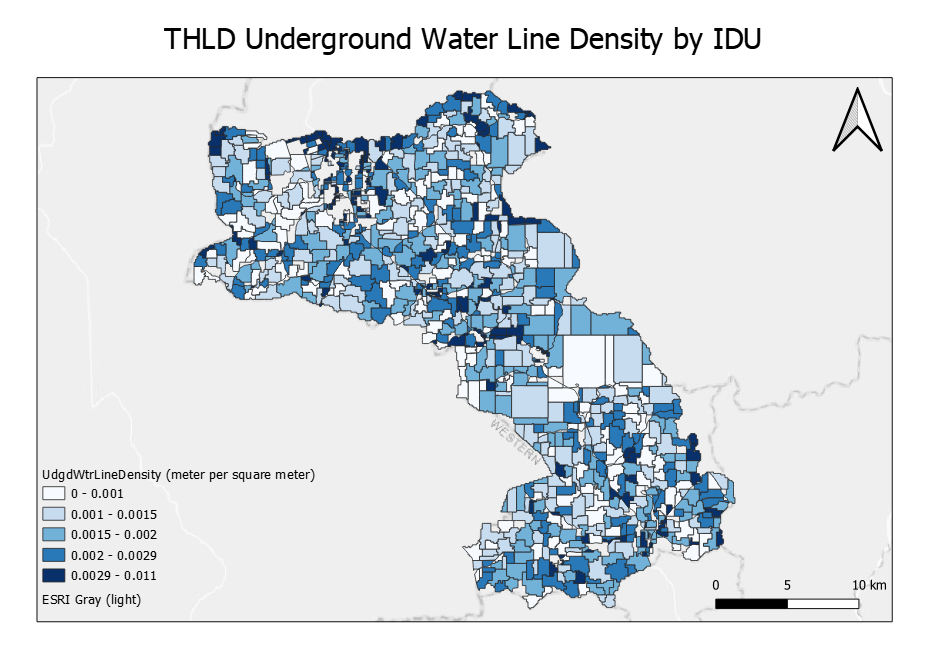 THLD Underground Water Line Density by IDU
WESTERN
UdgdWtrLineDensity (meter per square meter)
0 - 0.001
0.001 - 0.0015
0.0015 - 0.002
0.002 - 0.0029
0.0029 - 0.011
ESRI Gray (light)
0 5 10 km